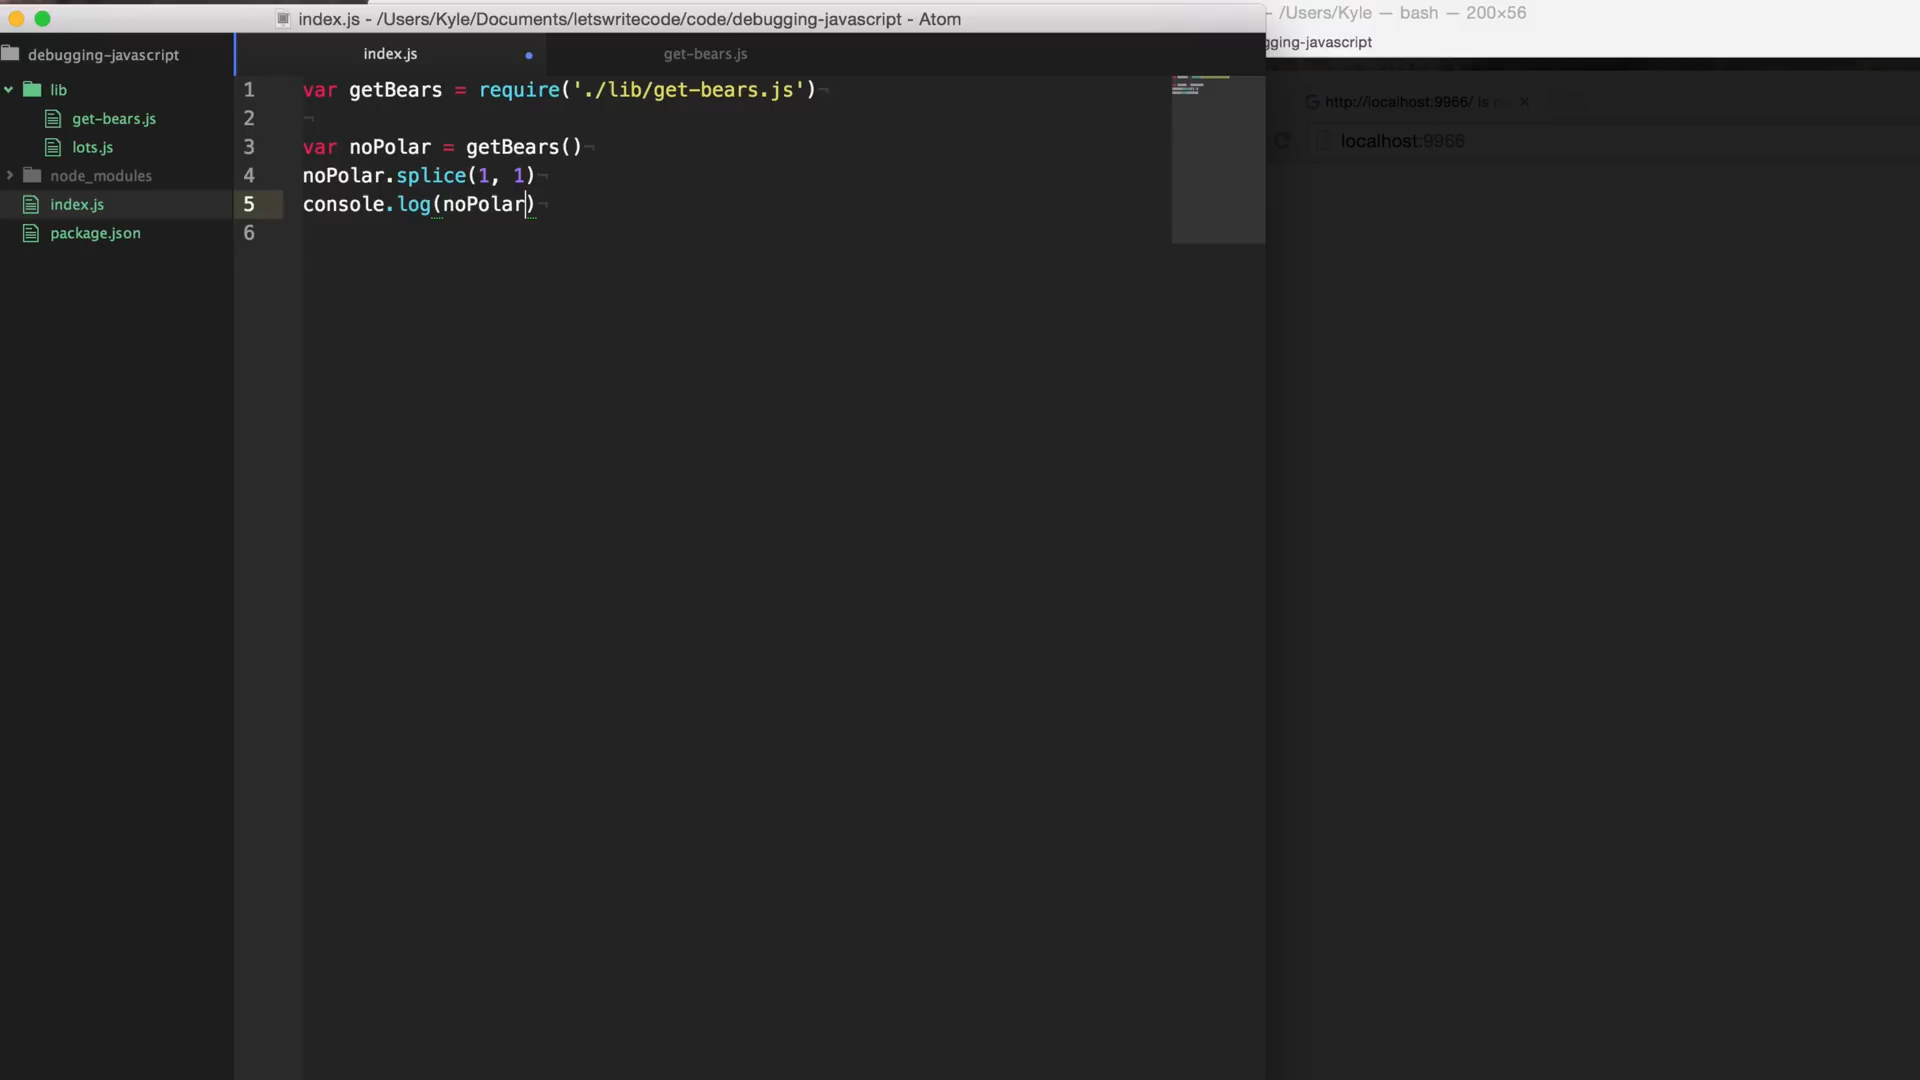 index.js - /Users/Kyle/Documents/letswritecode/code/debugging-javascript - Atom
/Users/Kyle — bash — 200×56
gging-javascript
debugging-javascript
index.js
get-bears.js
lib
get-bears.js
lots.js
node_modules
index.js
package.json
1 var getBears = require('./lib/get-bears.js')¬
2 ¬
3 var noPolar = getBears()¬
4 noPolar.splice(1, 1)¬
5 console.log(noPolar)¬
6
http://localhost:9966/ is
localhost:9966